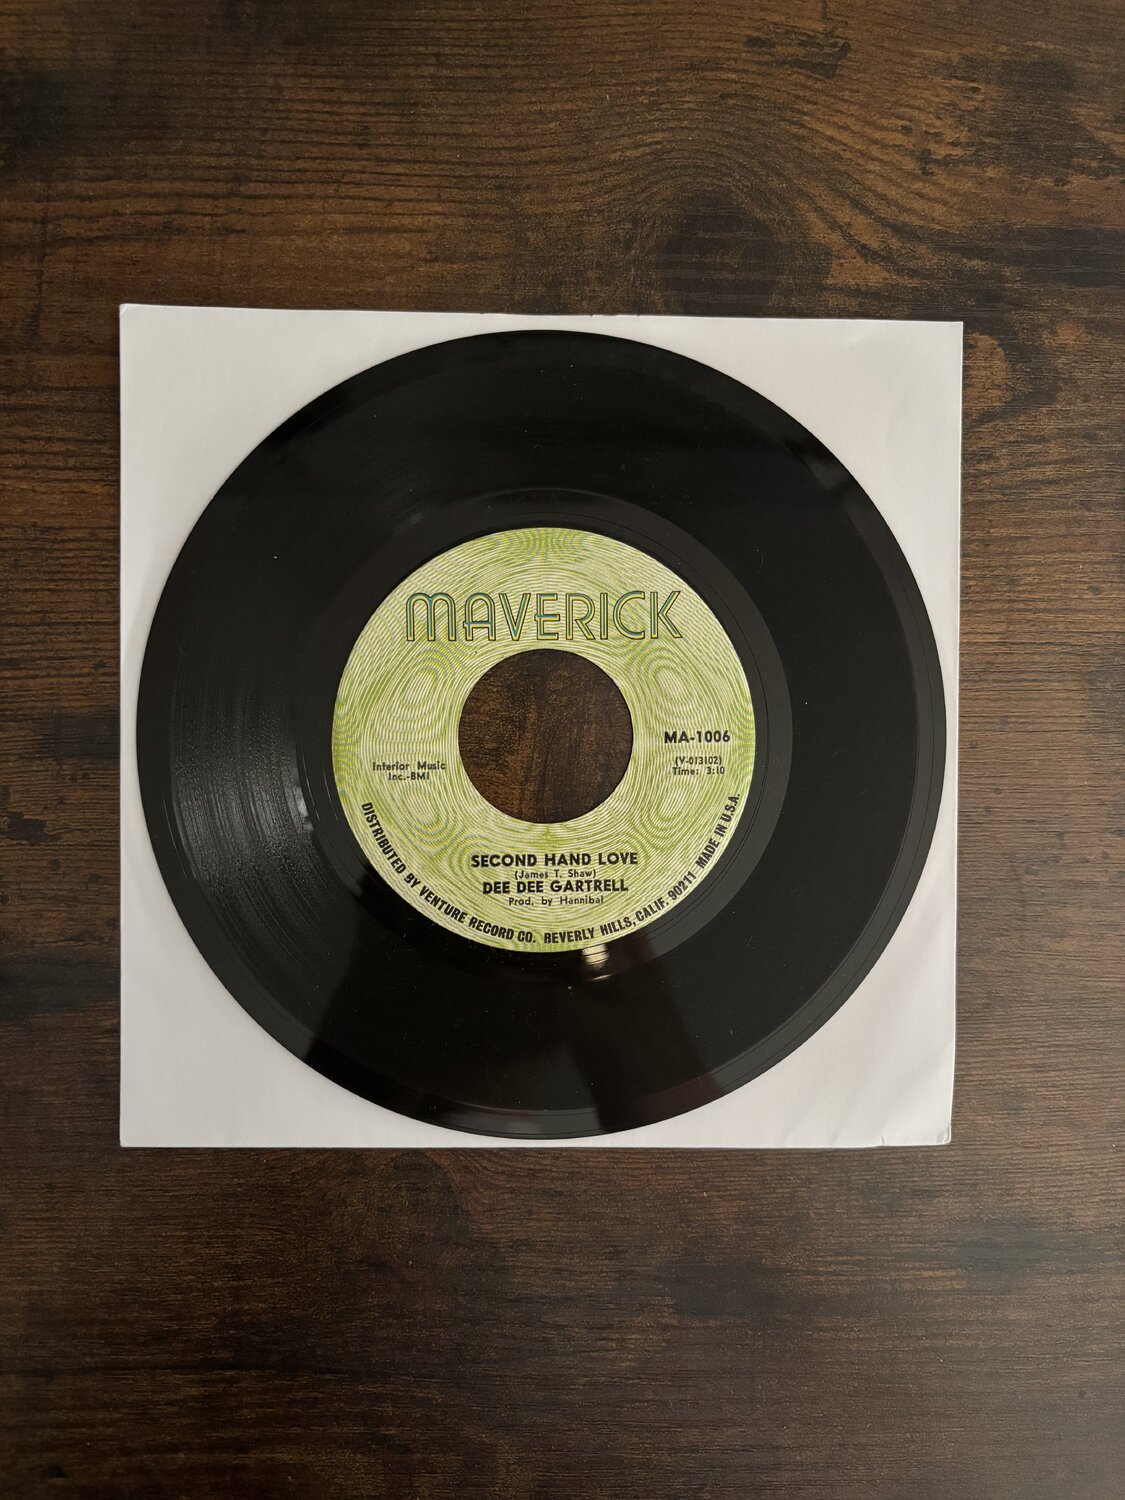 MAVERICK
MA-1006
(V-013102)
Time: 3:10
Interior Music
Inc.-BMI
SECOND HAND LOVE
(James T. Shaw)
DEE DEE GARTRELL
Prod. by Hannibal
DISTRIBUTED BY VENTURE RECORD CO. BEVERLY HILLS, CALIF. 90211 MADE IN U.S.A.